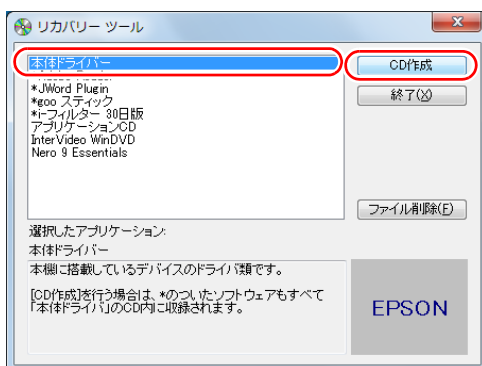 リカバリー ツール
本体ドライバー
CD作成
*JWord Plugin
*goo スティック
*i-フィルター 30日版
アプリケーションCD
InterVideo WinDVD
Nero 9 Essentials
終了(X)
ファイル削除(F)
選択したアプリケーション:
本体ドライバー
本機に搭載しているデバイスのドライバ類です。
[CD作成]を行う場合は、*のついたソフトウェアもすべて
「本体ドライバ」のCD内に収録されます。
EPSON